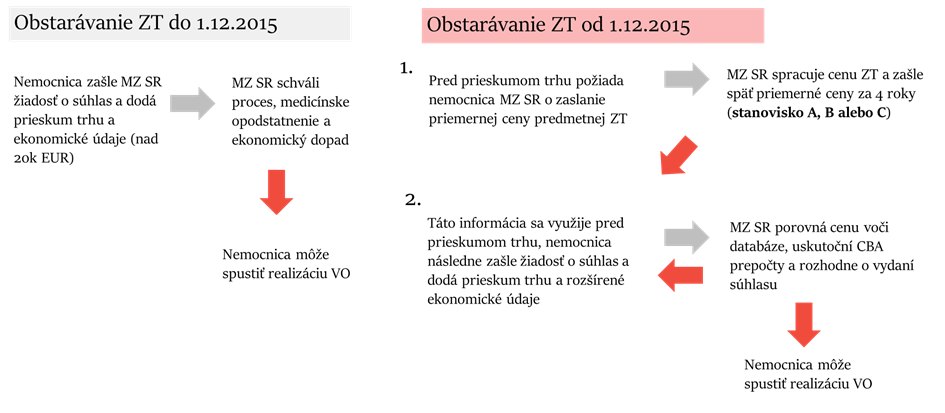 Obstarávanie ZT do 1.12.2015
Nemocnica zašle MZ SR
žiadosť o súhlas a dodá
prieskum trhu a
ekonomické údaje (nad
20k EUR)
MZ SR schváli
proces, medicínske
opodstatnenie a
ekonomický dopad
Nemocnica môže
spustiť realizáciu VO
Obstarávanie ZT od 1.12.2015
1.
Pred prieskumom trhu požiada
nemocnica MZ SR o zaslanie
priemernej ceny predmetnej ZT
MZ SR spracuje cenu ZT a zašle
späť priemerné ceny za 4 roky
(stanovisko A, B alebo C)
2.
Táto informácia sa využije pred
prieskumom trhu, nemocnica
následne zašle žiadosť o súhlas a
dodá prieskum trhu a rozšírené
ekonomické údaje
MZ SR porovná cenu voči
databáze, uskutoční CBA
prepočty a rozhodne o vydaní
súhlasu
Nemocnica môže
spustiť realizáciu VO